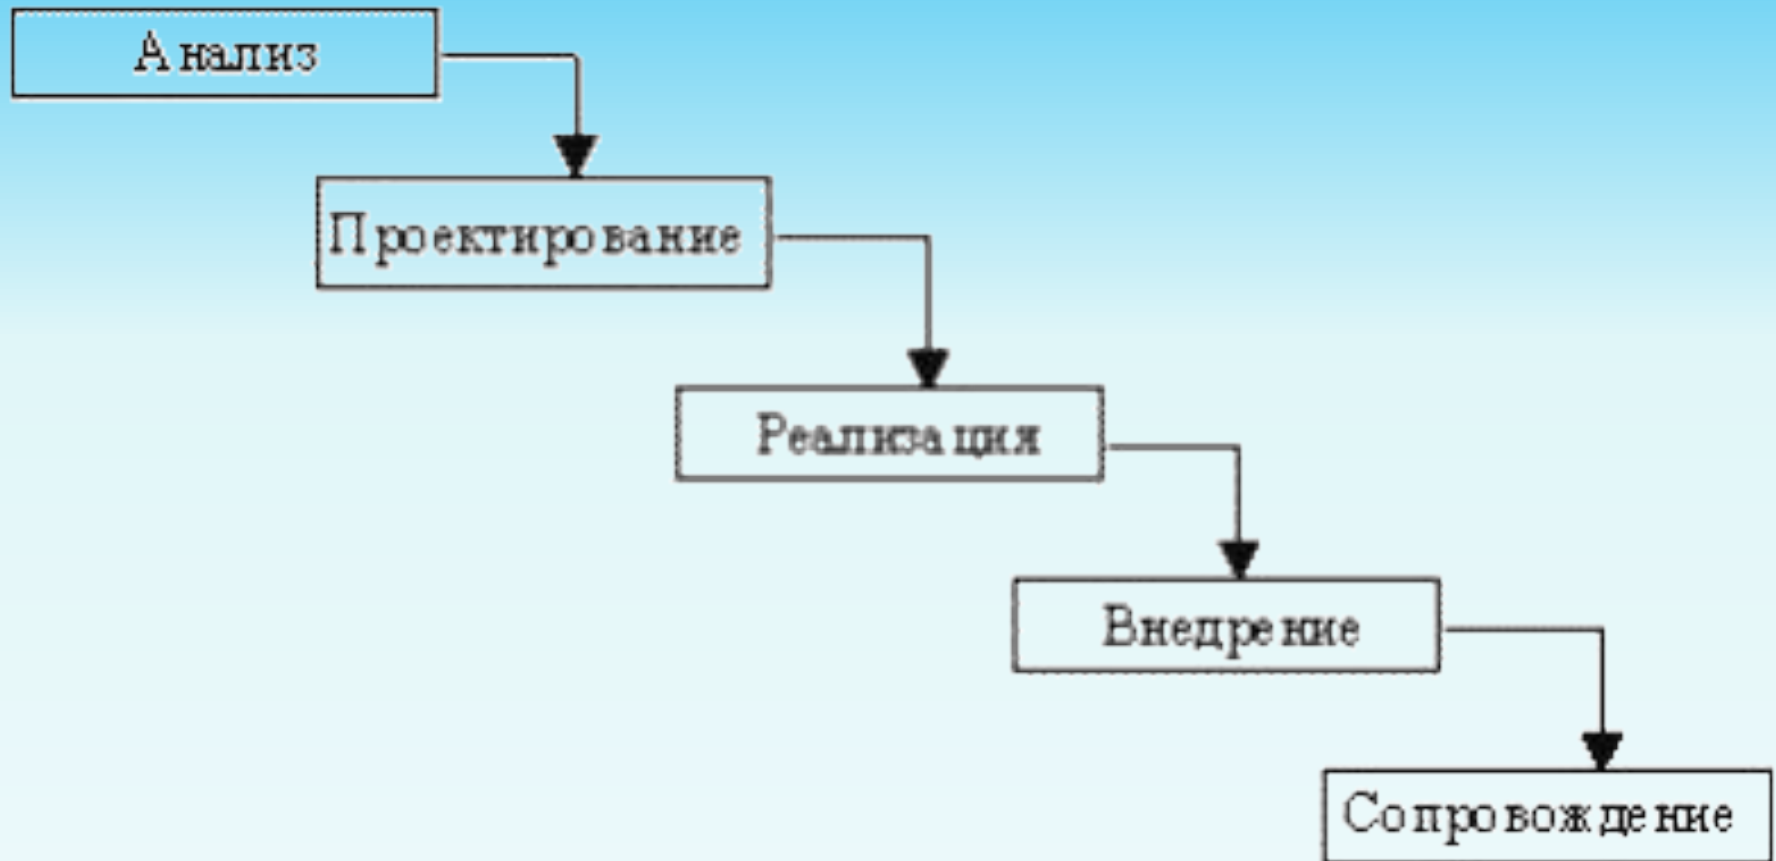 Анализ
Проектирование
Реализация
Внедрение
Сопровождение